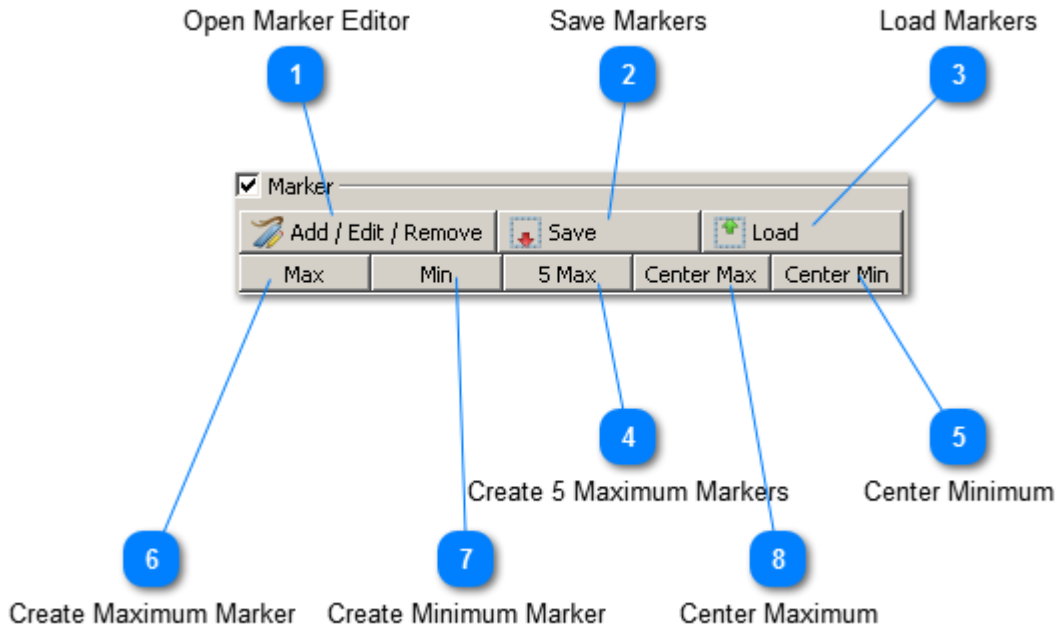 Open Marker Editor
Save Markers
Load Markers
1
2
3
Marker
Add / Edit / Remove
Save
Load
Max
Min
5 Max
Center Max
Center Min
4
5
Create 5 Maximum Markers
Center Minimum
6
7
8
Create Maximum Marker
Create Minimum Marker
Center Maximum